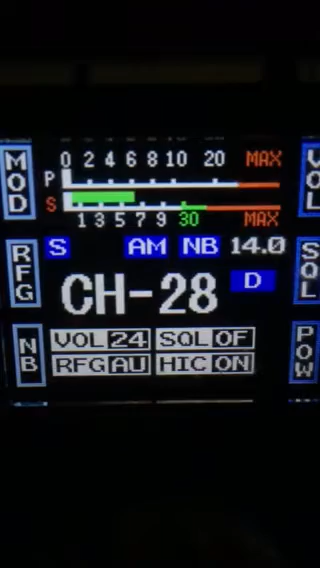 MOD
P 0 2 4 6 8 10 20 MAX
S
1 3 5 7 9 30 MAX
VOL
RFG
S AM NB 14.0
CH-28 D
SQL
NB
VOL 24 SQL OF
RFG AU HIC ON
POW